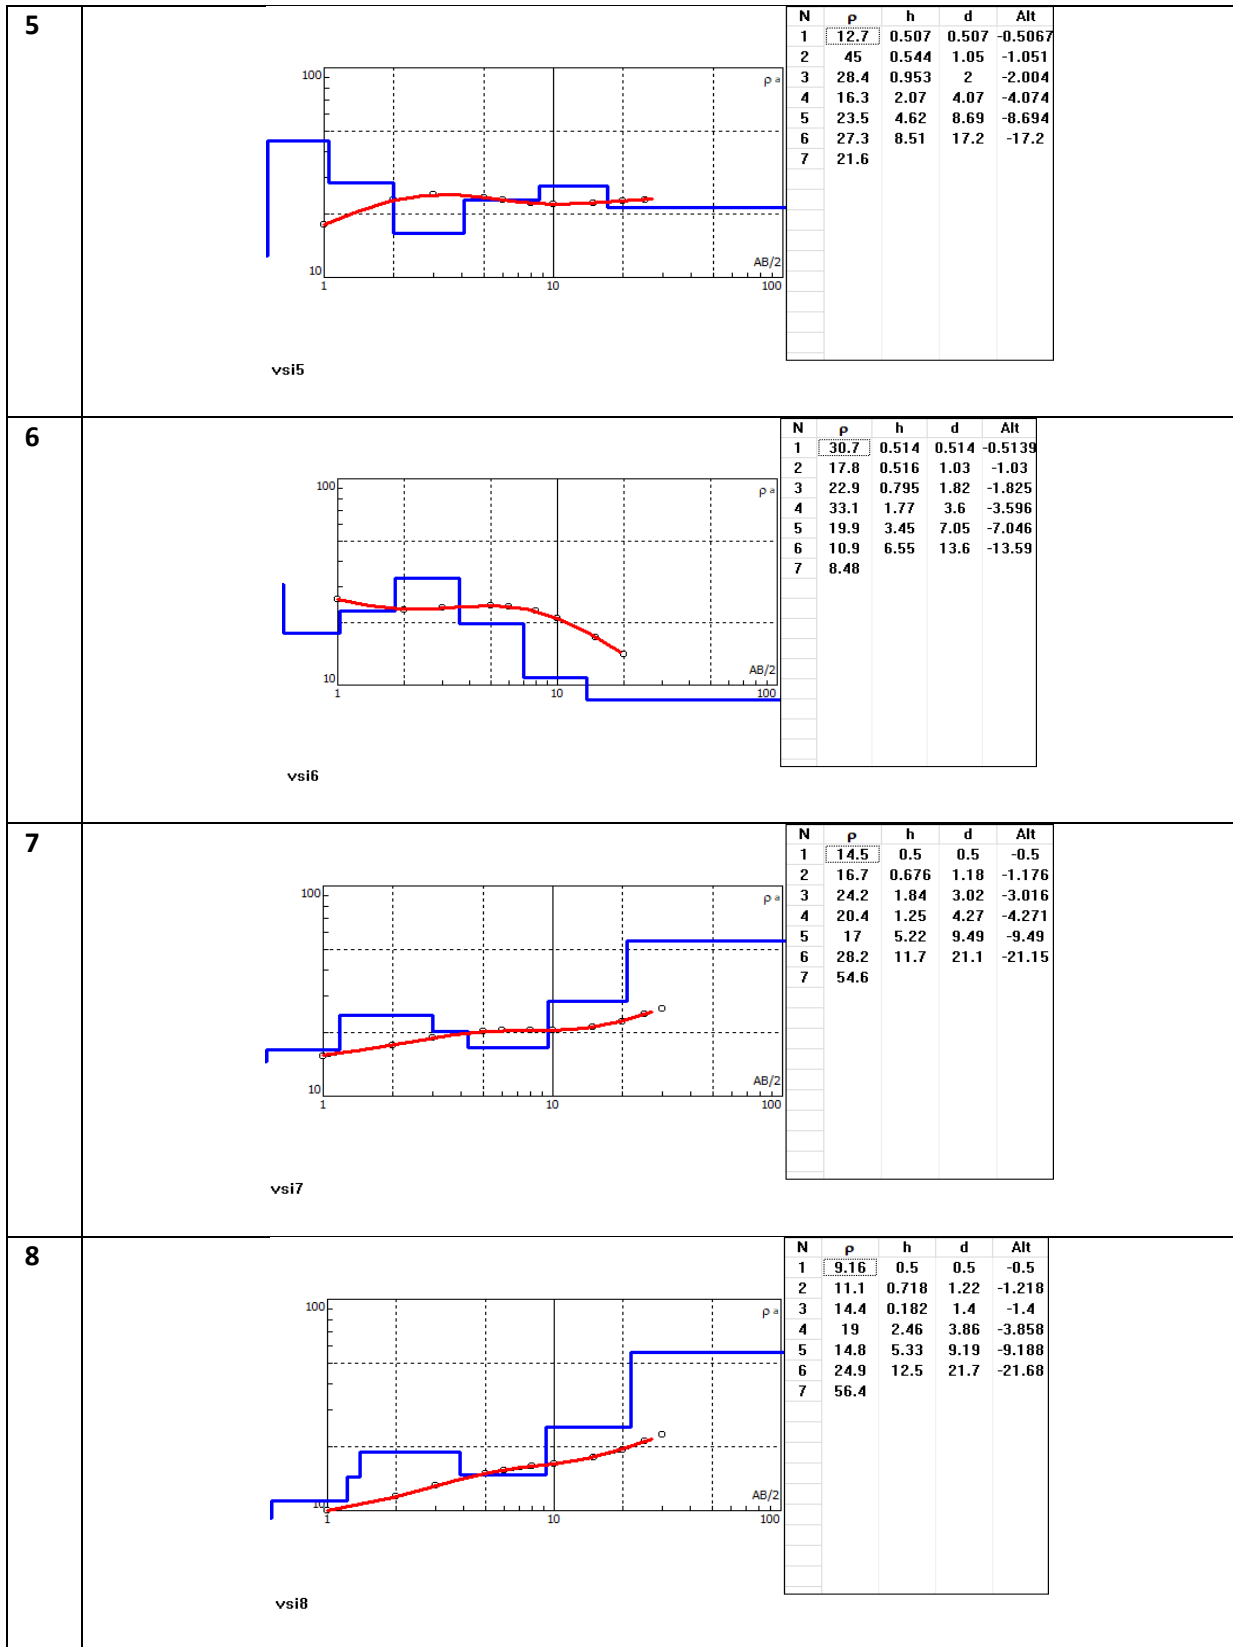 5
N ρ h d Alt
1 12.7 0.507 0.507 -0.5067
2 45 0.544 1.05 -1.051
3 28.4 0.953 2 -2.004
4 16.3 2.07 4.07 -4.074
5 23.5 4.62 8.69 -8.694
6 27.3 8.51 17.2 -17.2
7 21.6
100
ρ a
AB/2
10
1 10 100
vsi5
6
N ρ h d Alt
1 30.7 0.514 0.514 -0.5139
2 17.8 0.516 1.03 -1.03
3 22.9 0.795 1.82 -1.825
4 33.1 1.77 3.6 -3.596
5 19.9 3.45 7.05 -7.046
6 10.9 6.55 13.6 -13.59
7 8.48
100
ρ a
AB/2
10
1 10 100
vsi6
7
N ρ h d Alt
1 14.5 0.5 0.5 -0.5
2 16.7 0.676 1.18 -1.176
3 24.2 1.84 3.02 -3.016
4 20.4 1.25 4.27 -4.271
5 17 5.22 9.49 -9.49
6 28.2 11.7 21.1 -21.15
7 54.6
100
ρ a
AB/2
10
1 10 100
vsi7
8
N ρ h d Alt
1 9.16 0.5 0.5 -0.5
2 11.1 0.718 1.22 -1.218
3 14.4 0.182 1.4 -1.4
4 19 2.46 3.86 -3.858
5 14.8 5.33 9.19 -9.188
6 24.9 12.5 21.7 -21.68
7 56.4
100
ρ a
AB/2
10
1 10 100
vsi8